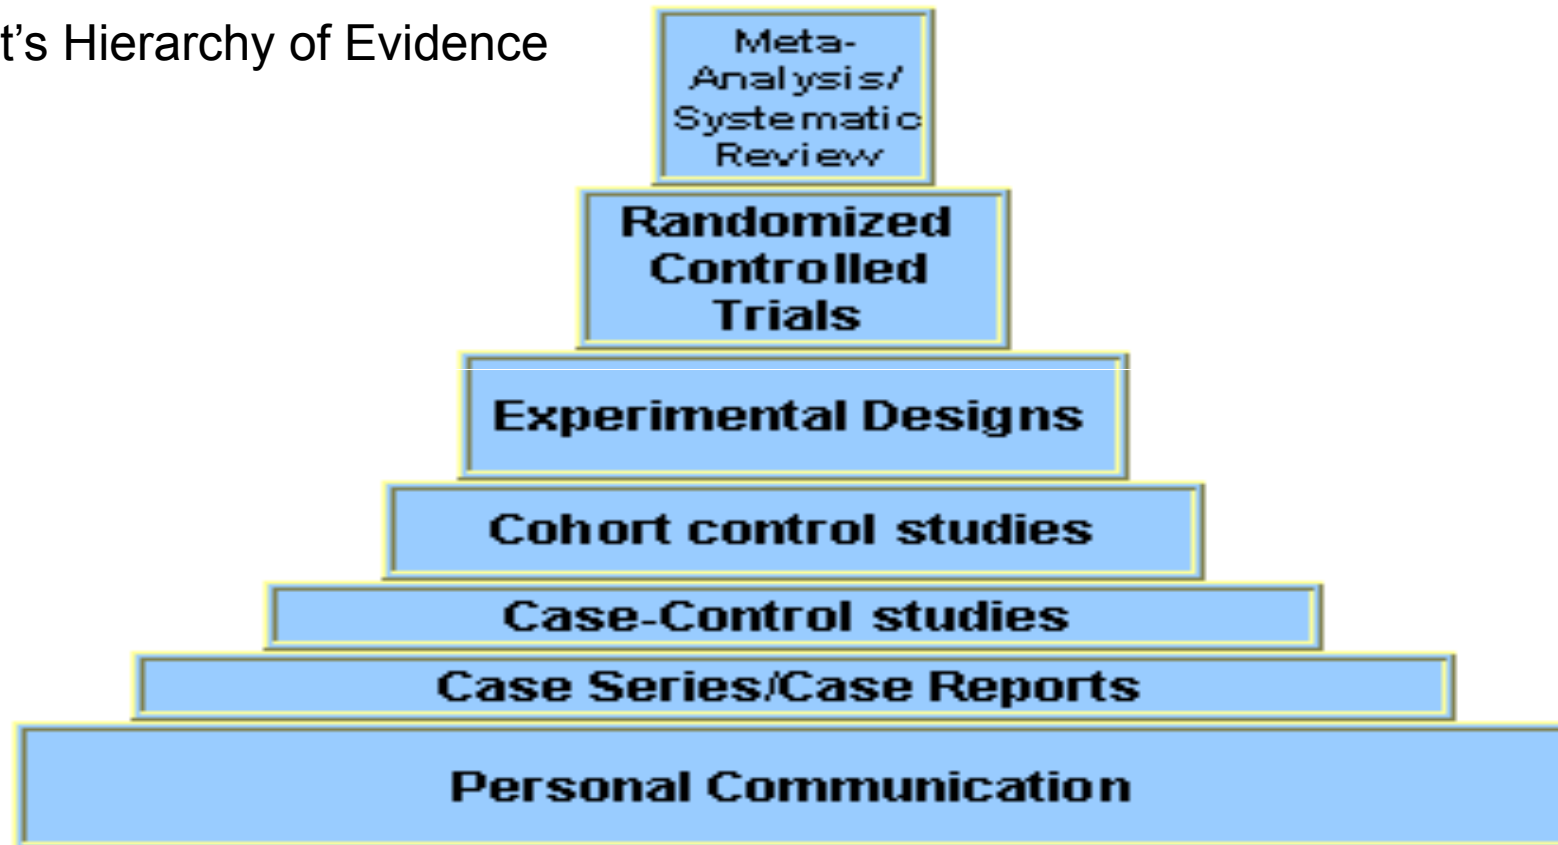 t’s Hierarchy of Evidence
Meta-
Analysis/
Systematic
Review
Randomized
Controlled
Trials
Experimental Designs
Cohort control studies
Case-Control studies
Case Series/Case Reports
Personal Communication